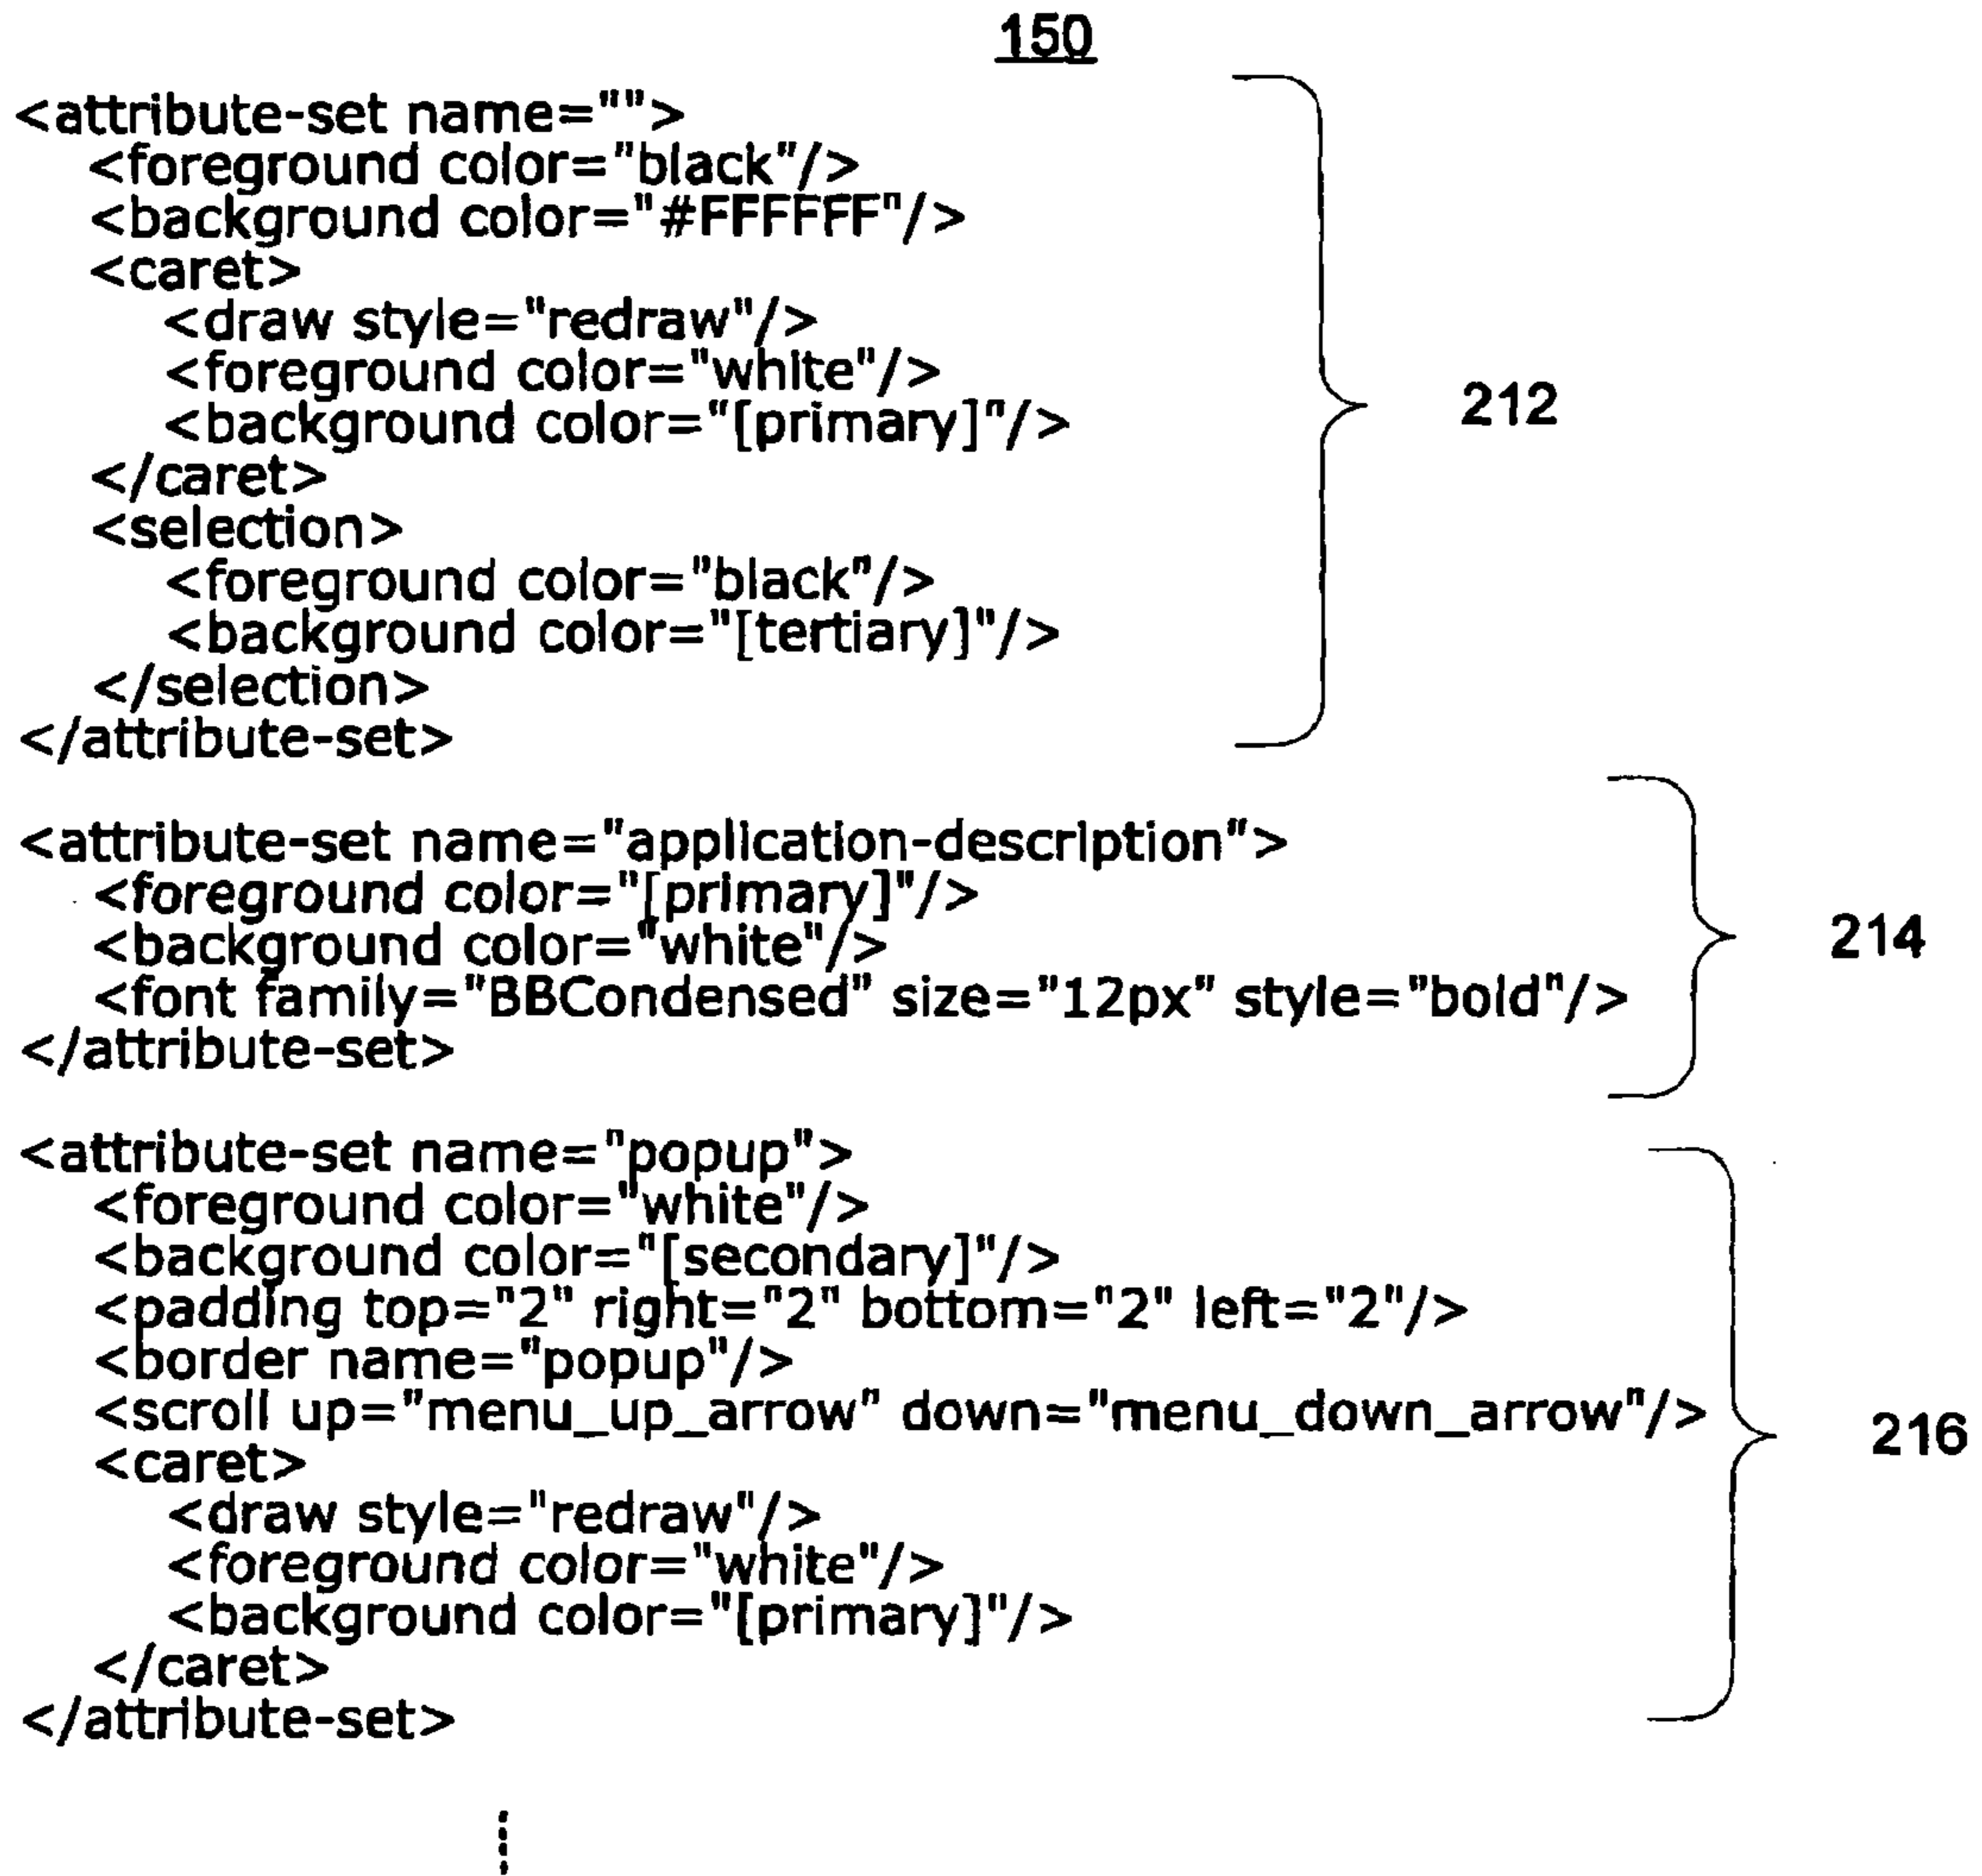 150
<attribute-set name="">
<foreground color="black"/>
<background color="#FFFFFF"/>
<caret>
<draw style="redraw"/>
<foreground color="white"/>
<background color="[primary]"/>
</caret>
<selection>
<foreground color="black"/>
<background color="[tertiary]"/>
</selection>
</attribute-set>
212
<attribute-set name="application-description">
<foreground color="[primary]"/>
<background color="white"/>
<font family="BBCondensed" size="12px" style="bold"/>
</attribute-set>
214
<attribute-set name="popup">
<foreground color="white"/>
<background color="[secondary]"/>
<padding top="2" right="2" bottom="2" left="2"/>
<border name="popup"/>
<scroll up="menu_up_arrow" down="menu_down_arrow"/>
<caret>
<draw style="redraw"/>
<foreground color="white"/>
<background color="[primary]"/>
</caret>
</attribute-set>
216